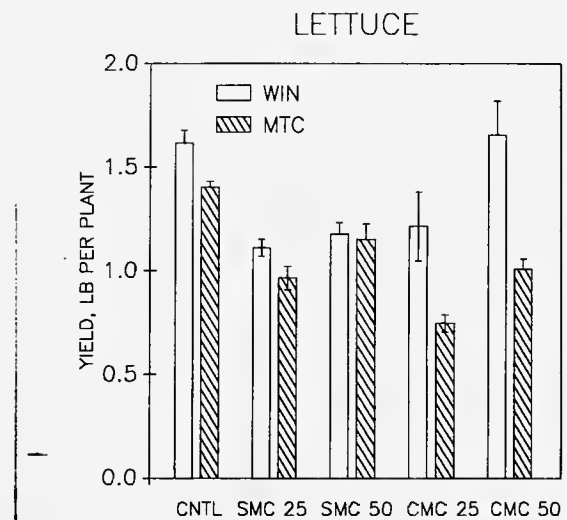 LETTUCE
2.0
WIN
MTC
1.5
1.0
0.5
0.0
YIELD, LB PER PLANT
CNTL SMC 25 SMC 50 CMC 25 CMC 50